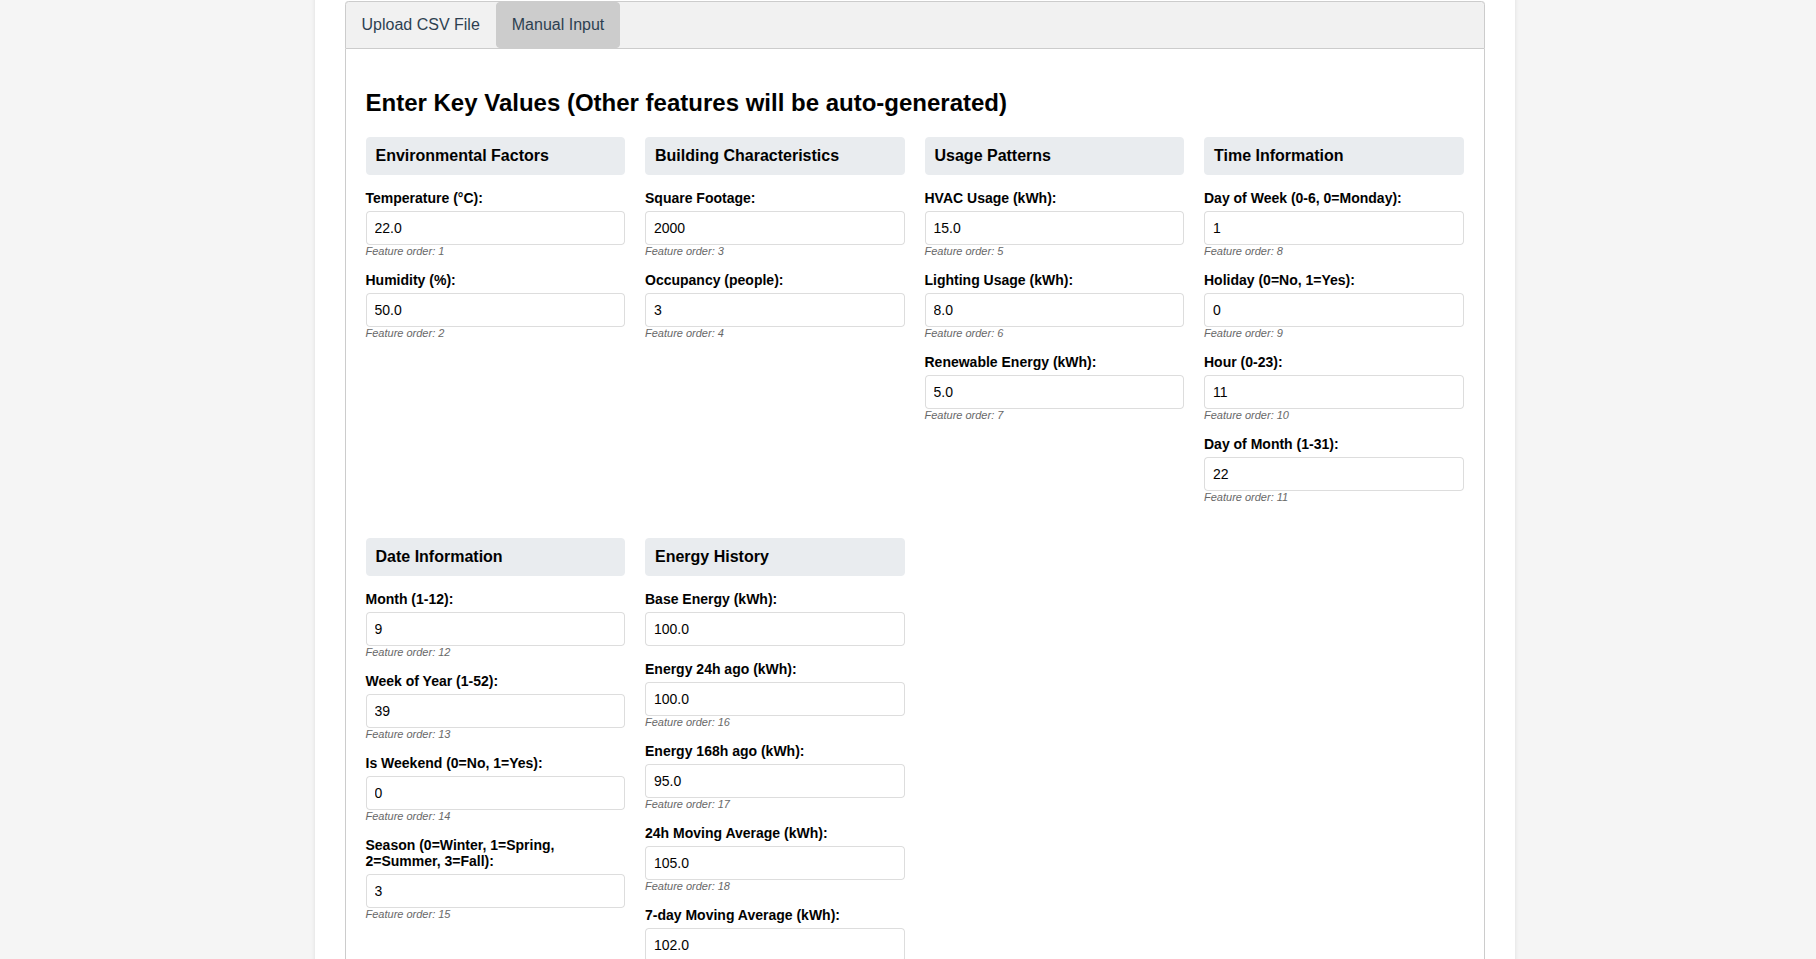 Upload CSV File
Manual Input
Enter Key Values (Other features will be auto-generated)
Environmental Factors
Temperature (°C):
22.0
Feature order: 1
Humidity (%):
50.0
Feature order: 2
Building Characteristics
Square Footage:
2000
Feature order: 3
Occupancy (people):
3
Feature order: 4
Usage Patterns
HVAC Usage (kWh):
15.0
Feature order: 5
Lighting Usage (kWh):
8.0
Feature order: 6
Renewable Energy (kWh):
5.0
Feature order: 7
Time Information
Day of Week (0-6, 0=Monday):
1
Feature order: 8
Holiday (0=No, 1=Yes):
0
Feature order: 9
Hour (0-23):
11
Feature order: 10
Day of Month (1-31):
22
Feature order: 11
Date Information
Month (1-12):
9
Feature order: 12
Week of Year (1-52):
39
Feature order: 13
Is Weekend (0=No, 1=Yes):
0
Feature order: 14
Season (0=Winter, 1=Spring,
2=Summer, 3=Fall):
3
Feature order: 15
Energy History
Base Energy (kWh):
100.0
Energy 24h ago (kWh):
100.0
Feature order: 16
Energy 168h ago (kWh):
95.0
Feature order: 17
24h Moving Average (kWh):
105.0
Feature order: 18
7-day Moving Average (kWh):
102.0